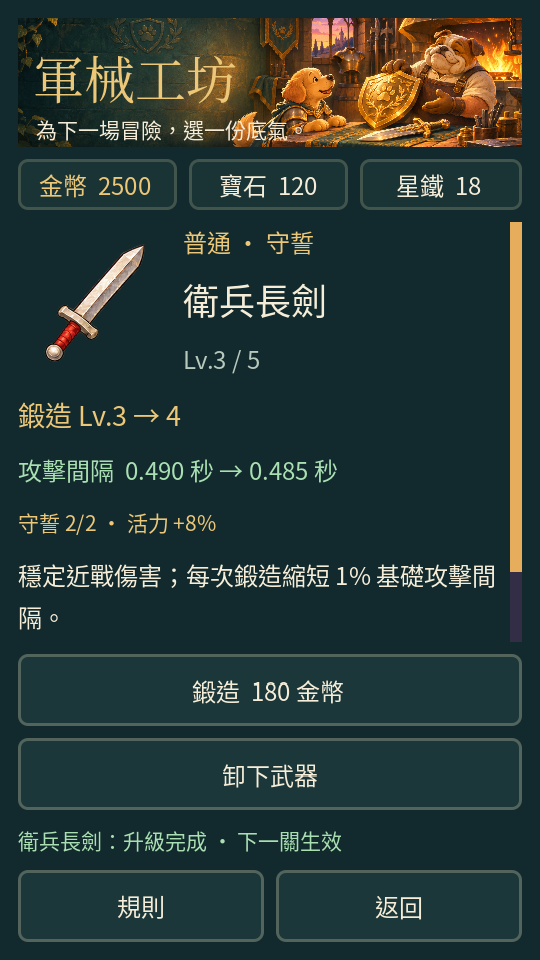 軍械工坊
為下一場冒險，選一份底氣。
金幣 2500
寶石 120
星鐵 18
普通 · 守誓
衛兵長劍
Lv.3 / 5
鍛造 Lv.3 → 4
攻擊間隔 0.490 秒 → 0.485 秒
守誓 2/2 · 活力 +8%
穩定近戰傷害；每次鍛造縮短 1% 基礎攻擊間
隔。
鍛造 180 金幣
卸下武器
衛兵長劍：升級完成 · 下一關生效
規則
返回